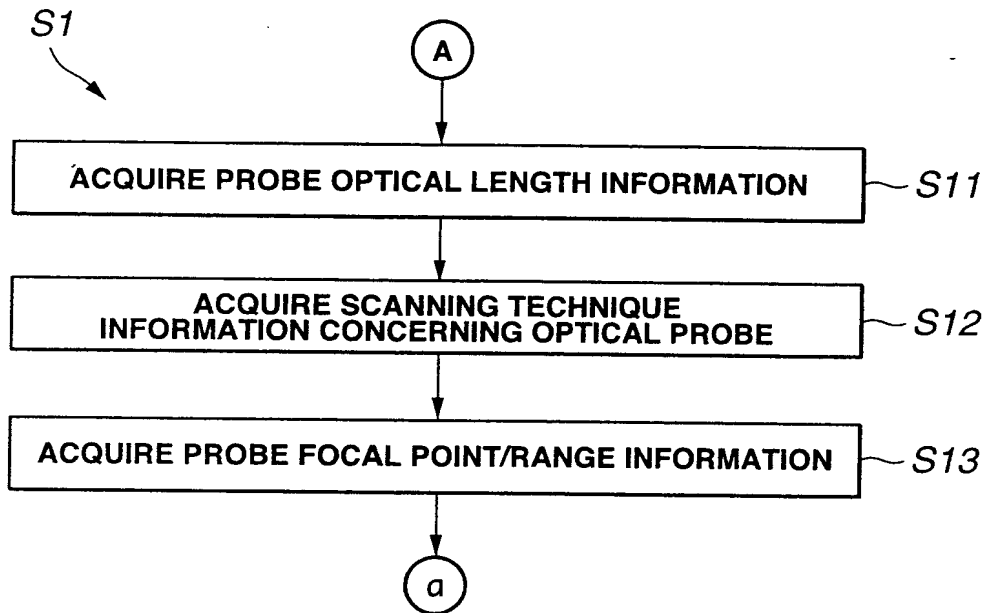 S1
A
ACQUIRE PROBE OPTICAL LENGTH INFORMATION
S11
ACQUIRE SCANNING TECHNIQUE
INFORMATION CONCERNING OPTICAL PROBE
S12
ACQUIRE PROBE FOCAL POINT/RANGE INFORMATION
S13
a